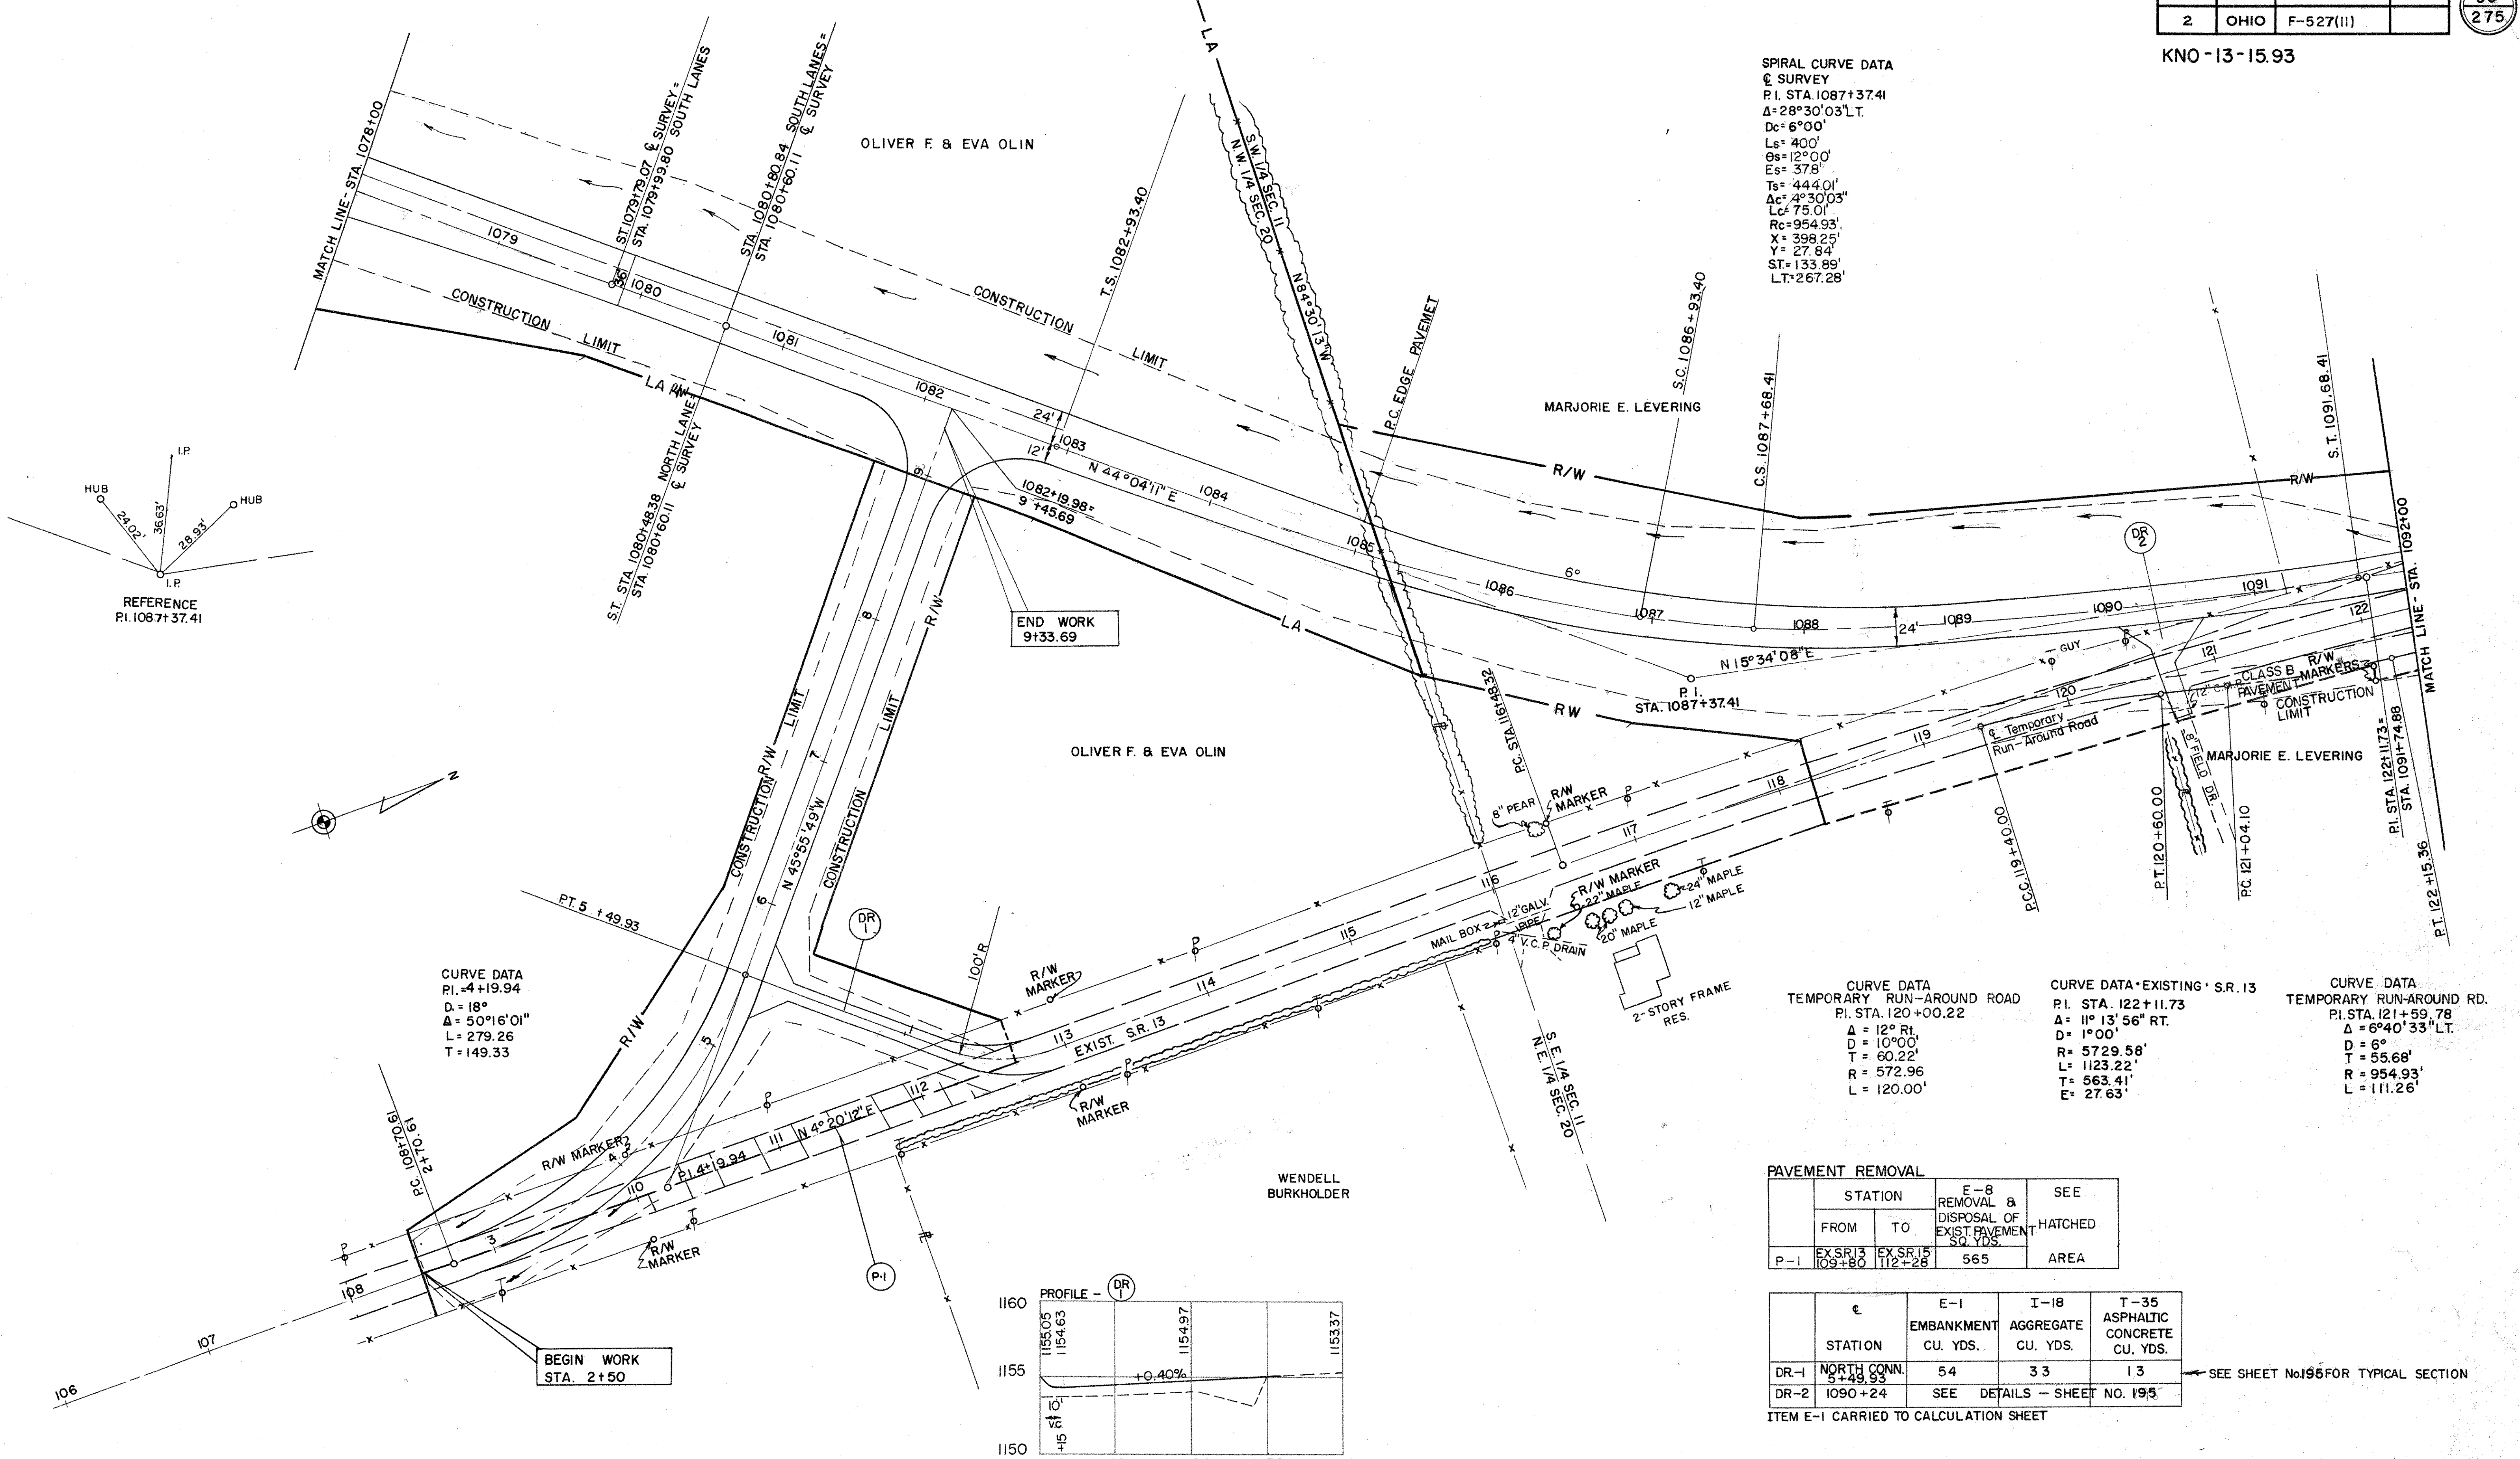 2 OHIO F-527(11)
275
KNO-13-15.93
SPIRAL CURVE DATA
℄ SURVEY
P.I. STA. 1087+37.41
Δ=28°30'03"LT.
Dc=6°00'
Ls=400'
θs=12°00'
Es=37.8'
Ts=444.01'
Δc=4°30'03"
Lc=75.01'
Rc=954.93'
X=398.25'
Y=27.84'
S.T.=133.89'
L.T.=267.28'
MATCH LINE-STA. 1078+00
S.T. 1079+79.07 ℄ SURVEY=
STA. 1079+99.80 SOUTH LANES
STA. 1080+80.84 SOUTH LANES=
STA. 1080+60.11 ℄ SURVEY
OLIVER F. & EVA OLIN
T.S. 1082+93.40
LA
S.W. 1/4 SEC. 11
N.W. 1/4 SEC. 20
N84°30'13"W
P.C. EDGE PAVEMET
MARJORIE E. LEVERING
S.C. 1086+93.40
C.S. 1087+68.41
S.T. 1091.68.41
1079
36'
1080
1081
1082
1083
1084
1085
1086
1087
1088
1089
1090
1091
CONSTRUCTION LIMIT
CONSTRUCTION LIMIT
LA R/W
S.T. STA. 1080+48.38 NORTH LANE=
STA. 1080+60.11 ℄ SURVEY
24'
12'
N 44°04'11" E
1082+19.98=
9+45.69
6°
24'
R/W
R/W
DR 2
N 15°34'08"E
P.I.
STA. 1087+37.41
GUY
LA
RW
I.P.
HUB
HUB
24.02'
36.63'
28.93'
I.P.
REFERENCE
P.I. 1087+37.41
END WORK
9+33.69
9
8
7
6
5
4
3
R/W
LIMIT
R/W
CONSTRUCTION
LIMIT
CONSTRUCTION
N 45°55'49"W
OLIVER F. & EVA OLIN
N
P.C. STA. 116+48.32
8" PEAR
R/W
MARKER
℄ Temporary
Run-Around Road
12" C.M.P.
CLASS B
PAVEMENT
R/W
MARKERS
CONSTRUCTION
LIMIT
MARJORIE E. LEVERING
8' FIELD DR.
MATCH LINE-STA. 1092+00
P.C.C. 119+40.00
P.T. 120+60.00
P.C. 121+04.10
P.I. STA. 122+11.73=
STA. 1091+74.88
P.T. 122+15.36
122
121
120
119
118
117
116
115
114
113
112
111
110
108
107
106
P.T. 5+49.93
DR 1
100'R
R/W
MARKER
MAIL BOX
12" GALV.
PIPE
R/W MARKER
22" MAPLE
24" MAPLE
12" MAPLE
20" MAPLE
4" V.C.P. DRAIN
2-STORY FRAME
RES.
S.E. 1/4 SEC. 11
N.E. 1/4 SEC. 20
EXIST. S.R. 13
R/W
MARKER
CURVE DATA
P.I.=4+19.94
D.=18°
Δ=50°16'01"
L=279.26
T=149.33
R/W
P.C. 108+70.61
2+70.61
R/W MARKER
P.I. 4+19.94
N 4°20'12"E
R/W
MARKER
P-1
WENDELL
BURKHOLDER
BEGIN WORK
STA. 2+50
CURVE DATA
TEMPORARY RUN-AROUND ROAD
P.I. STA. 120+00.22
Δ = 12° Rt.
D = 10°00'
T = 60.22'
R = 572.96
L = 120.00'
CURVE DATA·EXISTING·S.R. 13
P.I. STA. 122+11.73
Δ= 11° 13' 56" RT.
D= 1°00'
R= 5729.58'
L= 1123.22'
T= 563.41'
E= 27.63'
CURVE DATA
TEMPORARY RUN-AROUND RD.
P.I. STA. 121+59.78
Δ = 6°40'33"LT.
D = 6°
T = 55.68'
R = 954.93'
L = 111.26'
PAVEMENT REMOVAL
STATION
FROM TO
E-8
REMOVAL &
DISPOSAL OF
EXIST. PAVEMENT
SQ. YDS.
SEE
HATCHED
AREA
P-1 EX.S.R.13 109+80 EX.S.R.15 112+28 565
℄ STATION
E-1 EMBANKMENT CU. YDS.
I-18 AGGREGATE CU. YDS.
T-35 ASPHALTIC CONCRETE CU. YDS.
DR.-1 NORTH CONN. 5+49.93 54 33 13
SEE SHEET No.195 FOR TYPICAL SECTION
DR-2 1090+24 SEE DETAILS - SHEET NO. 195
ITEM E-1 CARRIED TO CALCULATION SHEET
PROFILE - DR 1
1160
1155
1150
1155.05
1154.63
1154.97
1153.37
+0.40%
10'
V.C.
+15